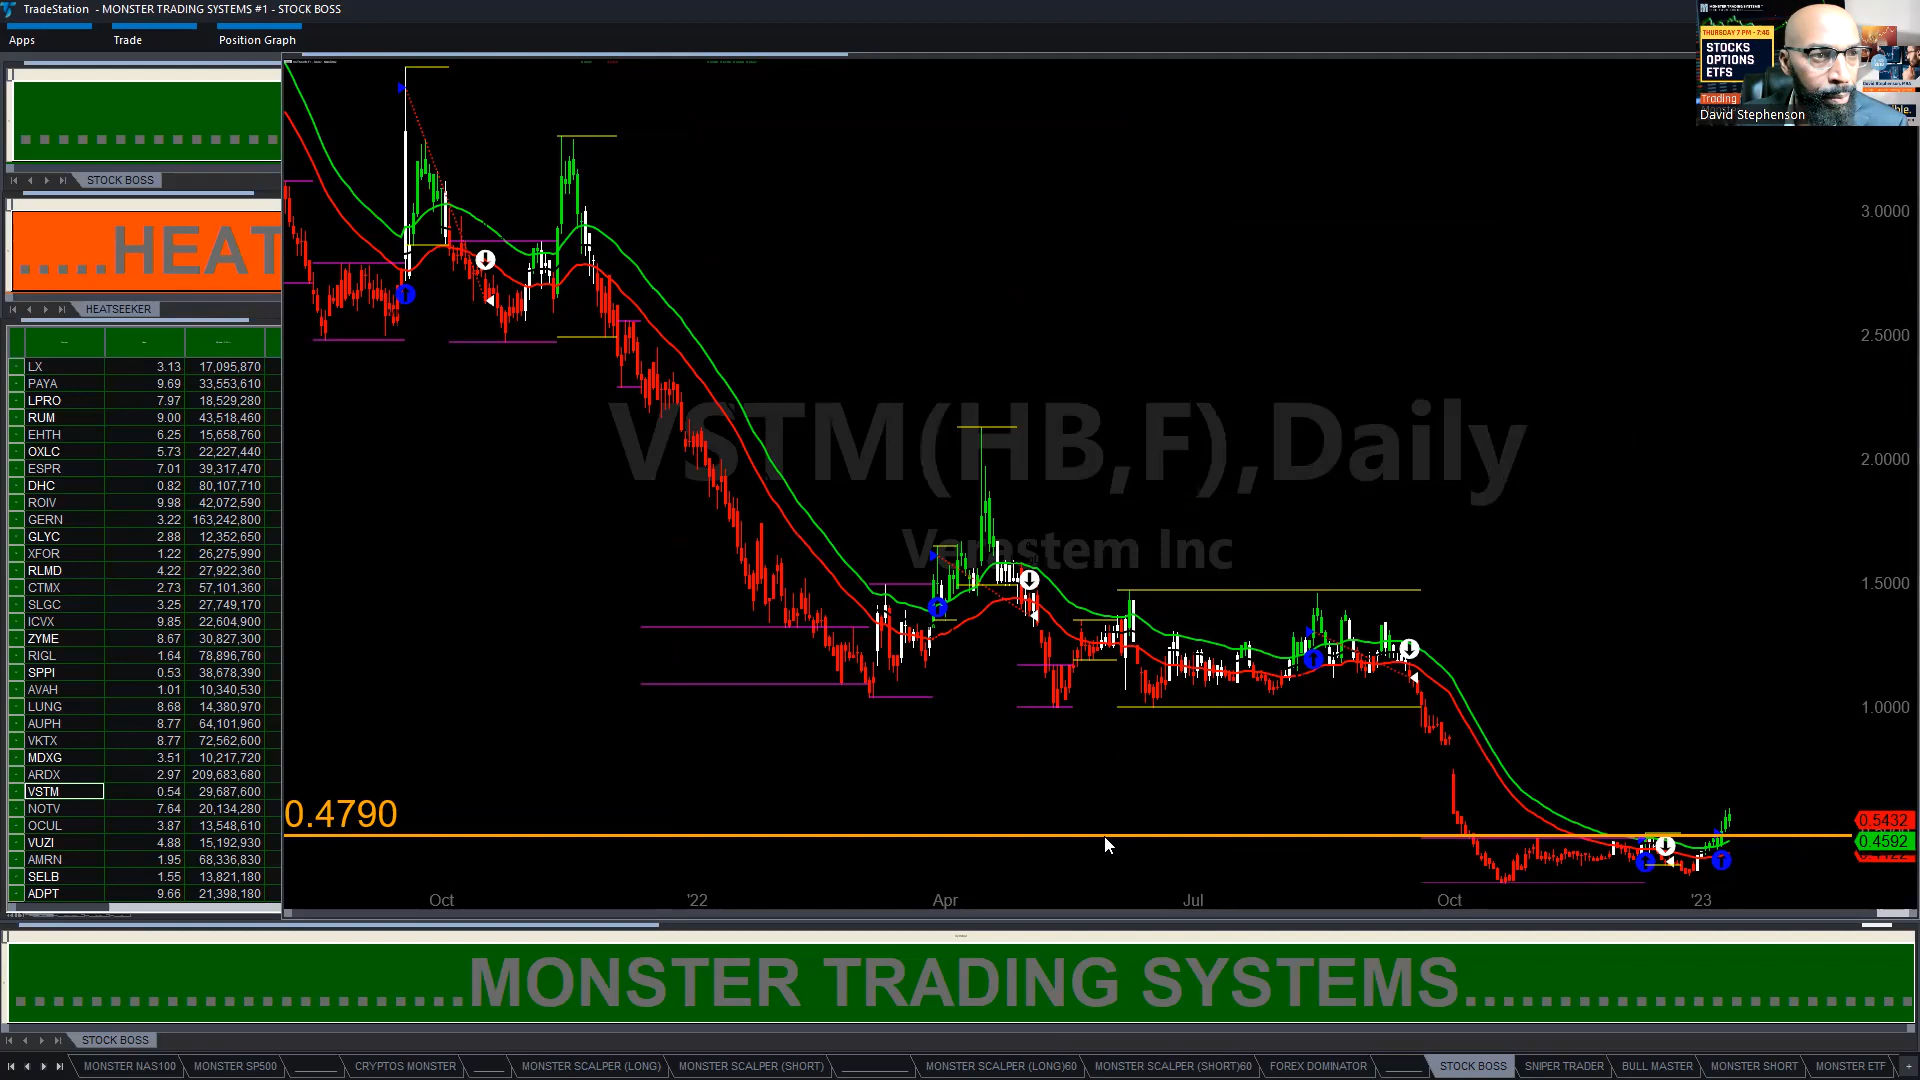 TradeStation - MONSTER TRADING SYSTEMS #1 - STOCK BOSS
Apps Trade Position Graph
THURSDAY 7 PM - 7:45
STOCKS
OPTIONS
ETFS
Trading
David Stephenson
STOCK BOSS
.....HEAT
HEATSEEKER
LX 3.13 17,095,870
PAYA 9.69 33,553,610
LPRO 7.97 18,529,280
RUM 9.00 43,518,460
EHTH 6.25 15,658,760
OXLC 5.73 22,227,440
ESPR 7.01 39,317,470
DHC 0.82 80,107,710
ROIV 9.98 42,072,590
GERN 3.22 163,242,800
GLYC 2.88 12,352,650
XFOR 1.22 26,275,990
RLMD 4.22 27,922,360
CTMX 2.73 57,101,360
SLGC 3.25 27,749,170
ICVX 9.85 22,604,900
ZYME 8.67 30,827,300
RIGL 1.64 78,896,760
SPPI 0.53 38,678,390
AVAH 1.01 10,340,530
LUNG 8.68 14,380,970
AUPH 8.77 64,101,960
VKTX 8.77 72,562,600
MDXG 3.51 10,217,720
ARDX 2.97 209,683,680
VSTM 0.54 29,687,600
NOTV 7.64 20,134,280
OCUL 3.87 13,548,610
VUZI 4.88 15,192,930
AMRN 1.95 68,336,830
SELB 1.55 13,821,180
ADPT 9.66 21,398,180
VSTM(HB,F),Daily
Verastem Inc
3.0000
2.5000
2.0000
1.5000
1.0000
0.4790
0.5432
0.4592
Oct '22 Apr Jul Oct '23
.......................MONSTER TRADING SYSTEMS.......................
STOCK BOSS
MONSTER NAS100 MONSTER SP500 CRYPTOS MONSTER MONSTER SCALPER (LONG) MONSTER SCALPER (SHORT) MONSTER SCALPER (LONG)60 MONSTER SCALPER (SHORT)60 FOREX DOMINATOR STOCK BOSS SNIPER TRADER BULL MASTER MONSTER SHORT MONSTER ETF